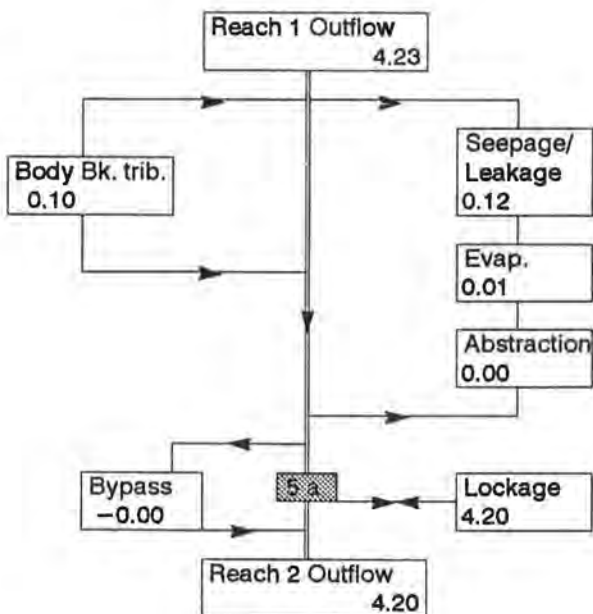 Reach 1 Outflow
4.23
Body Bk. trib.
0.10
Seepage/
Leakage
0.12
Evap.
0.01
Abstraction
0.00
Bypass
−0.00
5 a
Lockage
4.20
Reach 2 Outflow
4.20